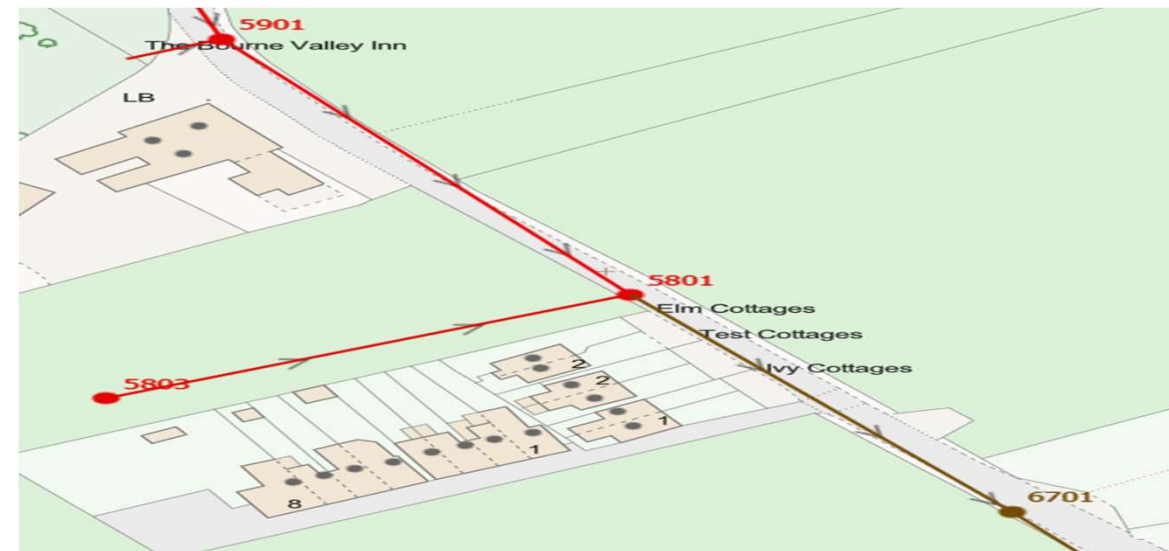 5901
The Bourne Valley Inn
LB
5801
Elm Cottages
Test Cottages
Ivy Cottages
5803
2
2
1
1
8
6701